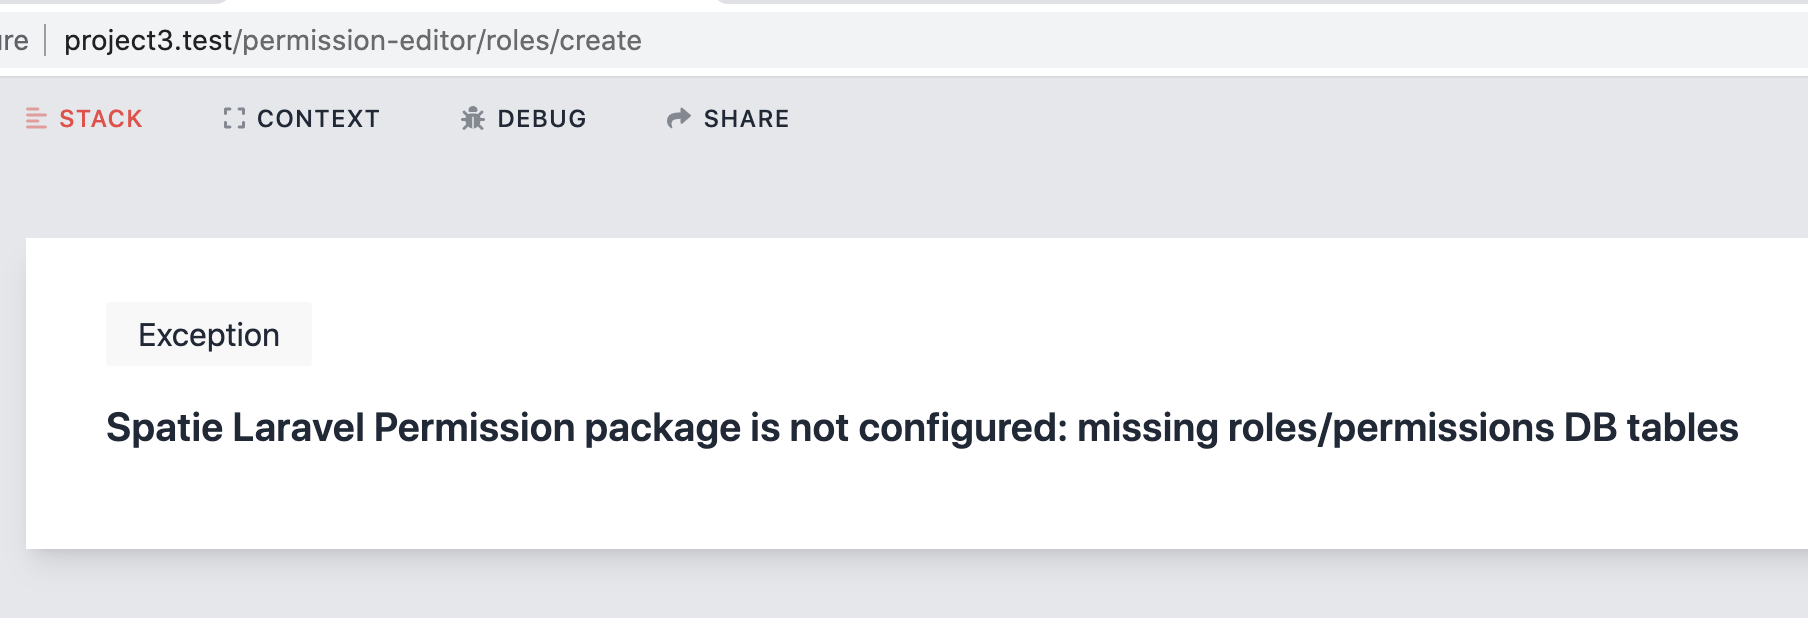 project3.test/permission-editor/roles/create
STACK CONTEXT DEBUG SHARE
Exception
Spatie Laravel Permission package is not configured: missing roles/permissions DB tables